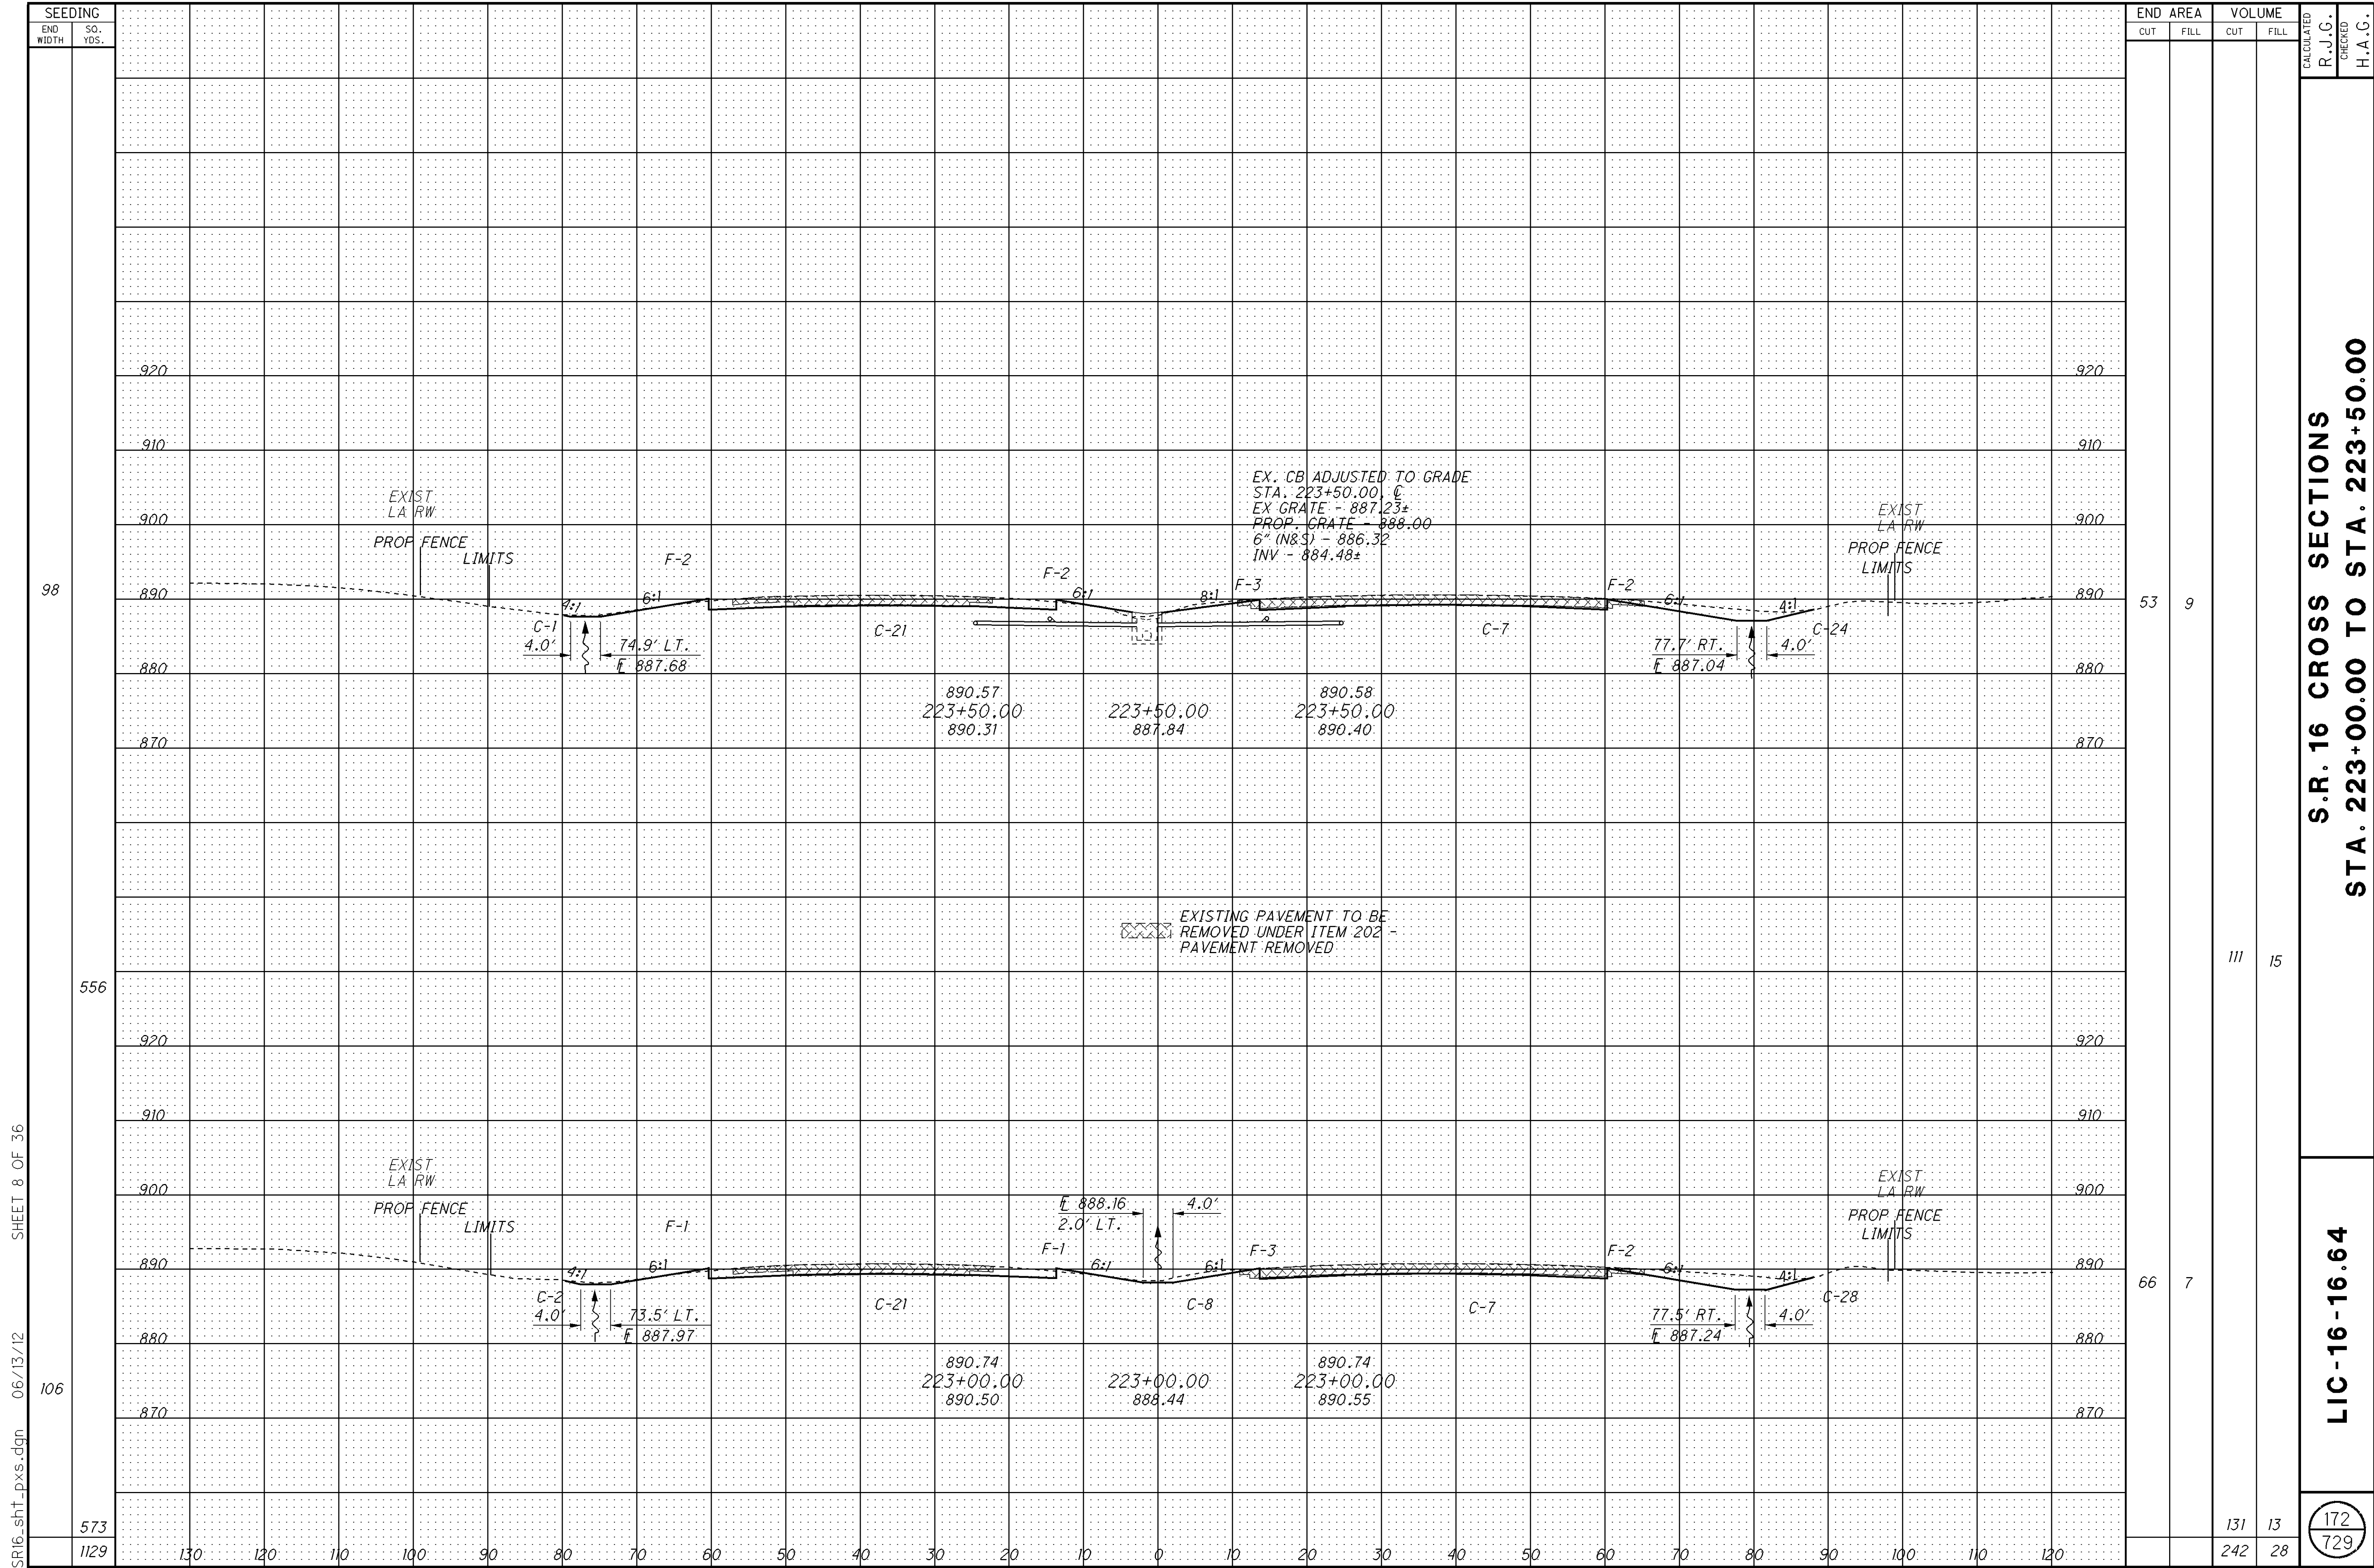 SEEDING
END WIDTH
SQ. YDS.
END AREA
VOLUME
CUT
FILL
CUT
FILL
CALCULATED
R.J.G.
CHECKED
H.A.G.
920
920
910
910
EX. CB ADJUSTED TO GRADE
STA. 223+50.00, ℄
EX GRATE - 887.23±
PROP. GRATE - 888.00
6" (N&S) - 886.32
INV - 884.48±
EXIST
LA RW
900
PROP FENCE
LIMITS
F-2
F-2
F-3
F-2
EXIST
LA RW
900
PROP FENCE
LIMITS
98
890
4:1
6:1
6:1
8:1
6:1
4:1
890
53
9
C-1
C-21
C-7
C-24
4.0'
74.9' LT.
FL 887.68
77.7' RT.
FL 887.04
4.0'
880
880
890.57
223+50.00
890.31
223+50.00
887.84
890.58
223+50.00
890.40
870
870
EXISTING PAVEMENT TO BE
REMOVED UNDER ITEM 202 -
PAVEMENT REMOVED
556
111
15
920
920
910
910
EXIST
LA RW
900
PROP FENCE
LIMITS
F-1
FL 888.16
2.0' LT.
4.0'
F-1
F-3
F-2
EXIST
LA RW
900
PROP FENCE
LIMITS
890
4:1
6:1
6:1
6:1
6:1
4:1
890
66
7
C-2
C-21
C-8
C-7
C-28
4.0'
73.5' LT.
FL 887.97
77.5' RT.
FL 887.24
4.0'
880
880
890.74
223+00.00
890.50
223+00.00
888.44
890.74
223+00.00
890.55
106
870
870
573
131
13
1129
130 120 110 100 90 80 70 60 50 40 30 20 10 0 10 20 30 40 50 60 70 80 90 100 110 120
242
28
S.R. 16 CROSS SECTIONS
STA. 223+00.00 TO STA. 223+50.00
LIC-16-16.64
172
729
SR16_sht_pxs.dgn 06/13/12 SHEET 8 OF 36